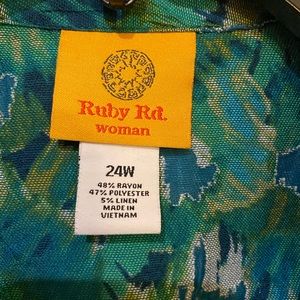 Ruby Rd.
woman
24W
48% RAYON
47% POLYESTER
5% LINEN
MADE IN
VIETNAM